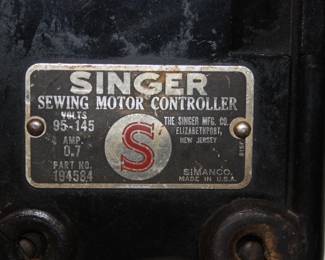 SINGER
SEWING MOTOR CONTROLLER
VOLTS
95-145
AMP.
0.7
PART NO.
194584
S
THE SINGER MFG. CO.
ELIZABETHPORT,
NEW JERSEY
SIMANCO.
MADE IN U.S.A.